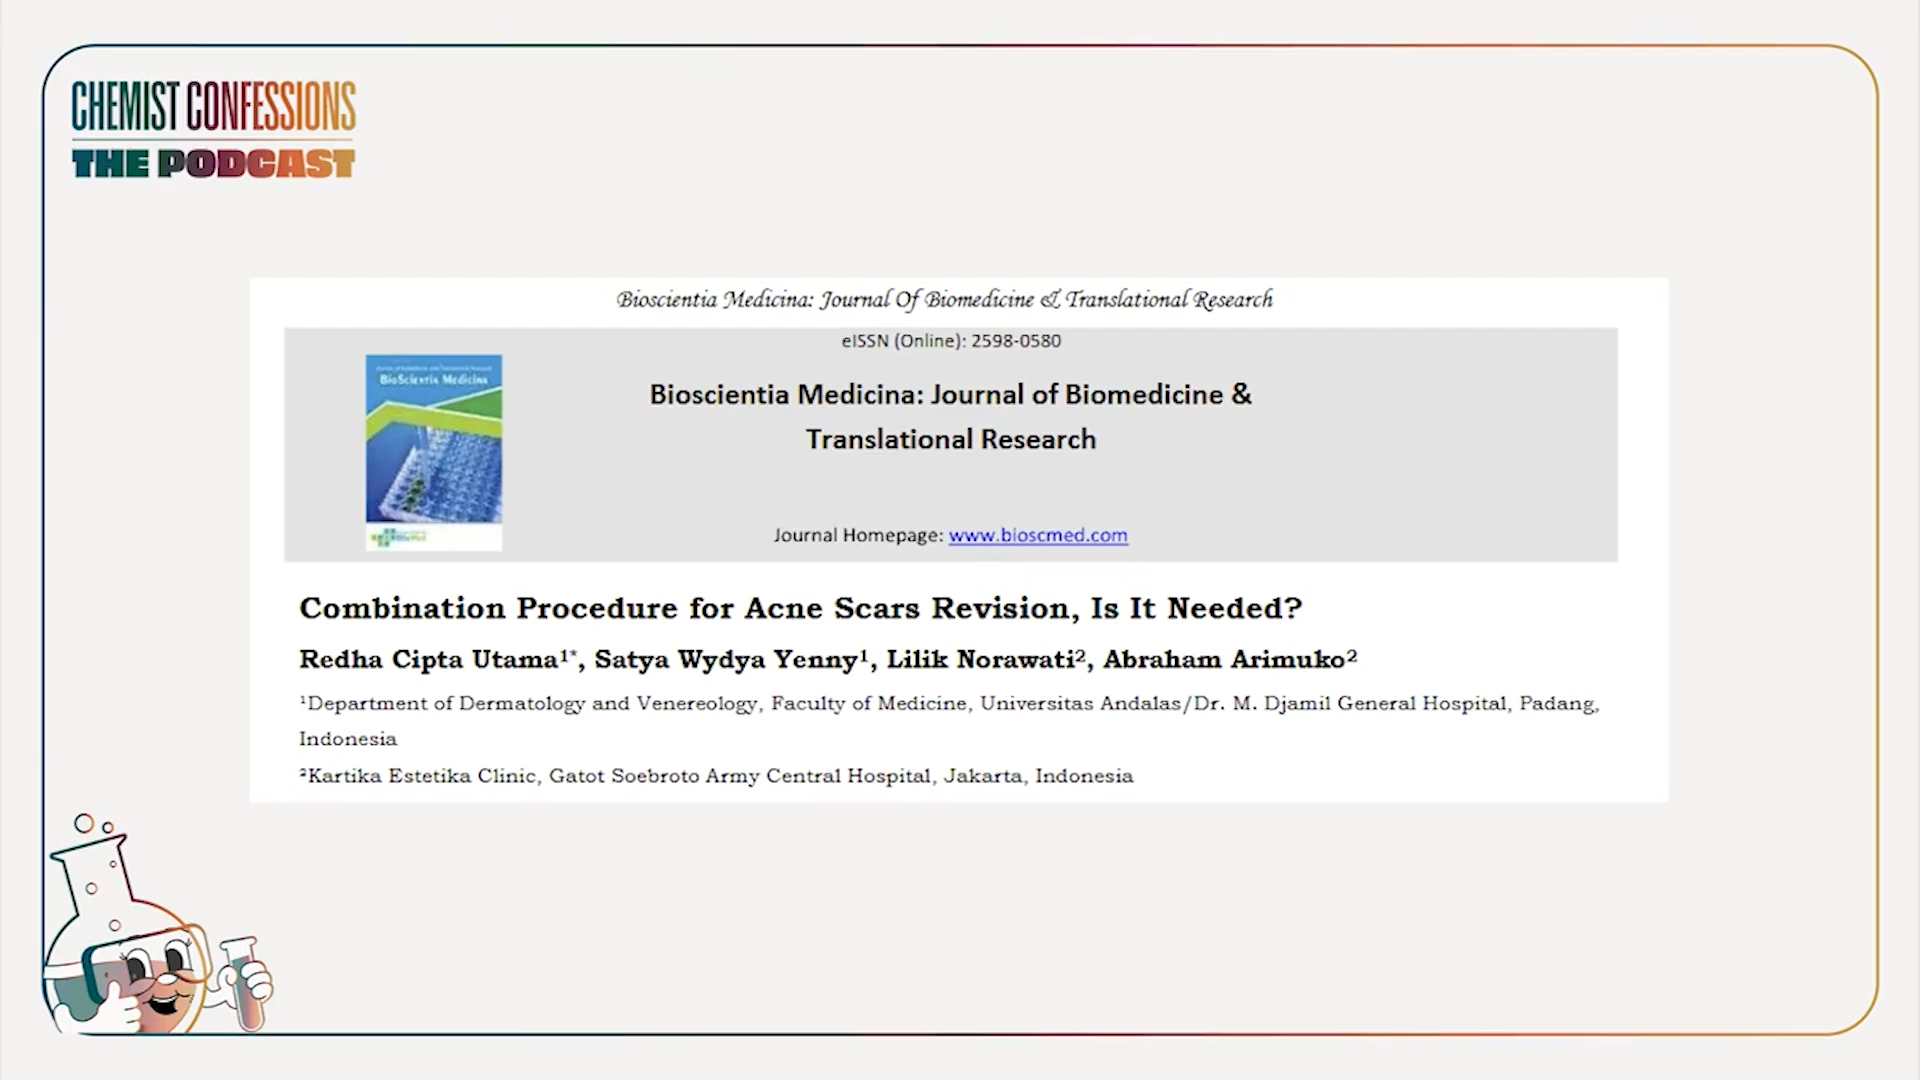 CHEMIST CONFESSIONS
THE PODCAST
Bioscientia Medicina: Journal Of Biomedicine & Translational Research
eISSN (Online): 2598-0580
BioScientia Medicina
Bioscientia Medicina: Journal of Biomedicine &
Translational Research
Journal Homepage: www.bioscmed.com
Combination Procedure for Acne Scars Revision, Is It Needed?
Redha Cipta Utama¹*, Satya Wydya Yenny¹, Lilik Norawati², Abraham Arimuko²
¹Department of Dermatology and Venereology, Faculty of Medicine, Universitas Andalas/Dr. M. Djamil General Hospital, Padang,
Indonesia
²Kartika Estetika Clinic, Gatot Soebroto Army Central Hospital, Jakarta, Indonesia